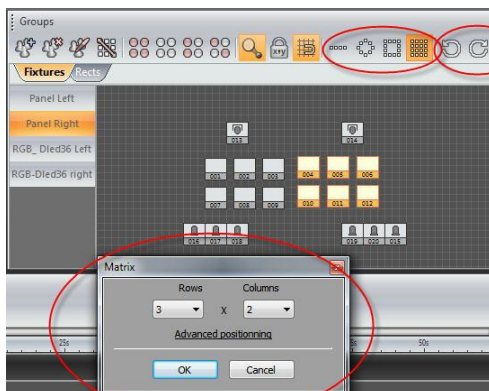 Groups
x+y
Fixtures Rects
Panel Left
Panel Right
RGB_ Dled36 Left
RGB-Dled36 right
013 014
001 002 003 004 005 006
007 008 009 010 011 012
016 017 018 019 020 015
Matrix
Rows Columns
3 x 2
Advanced positionning
OK Cancel
25s 50s